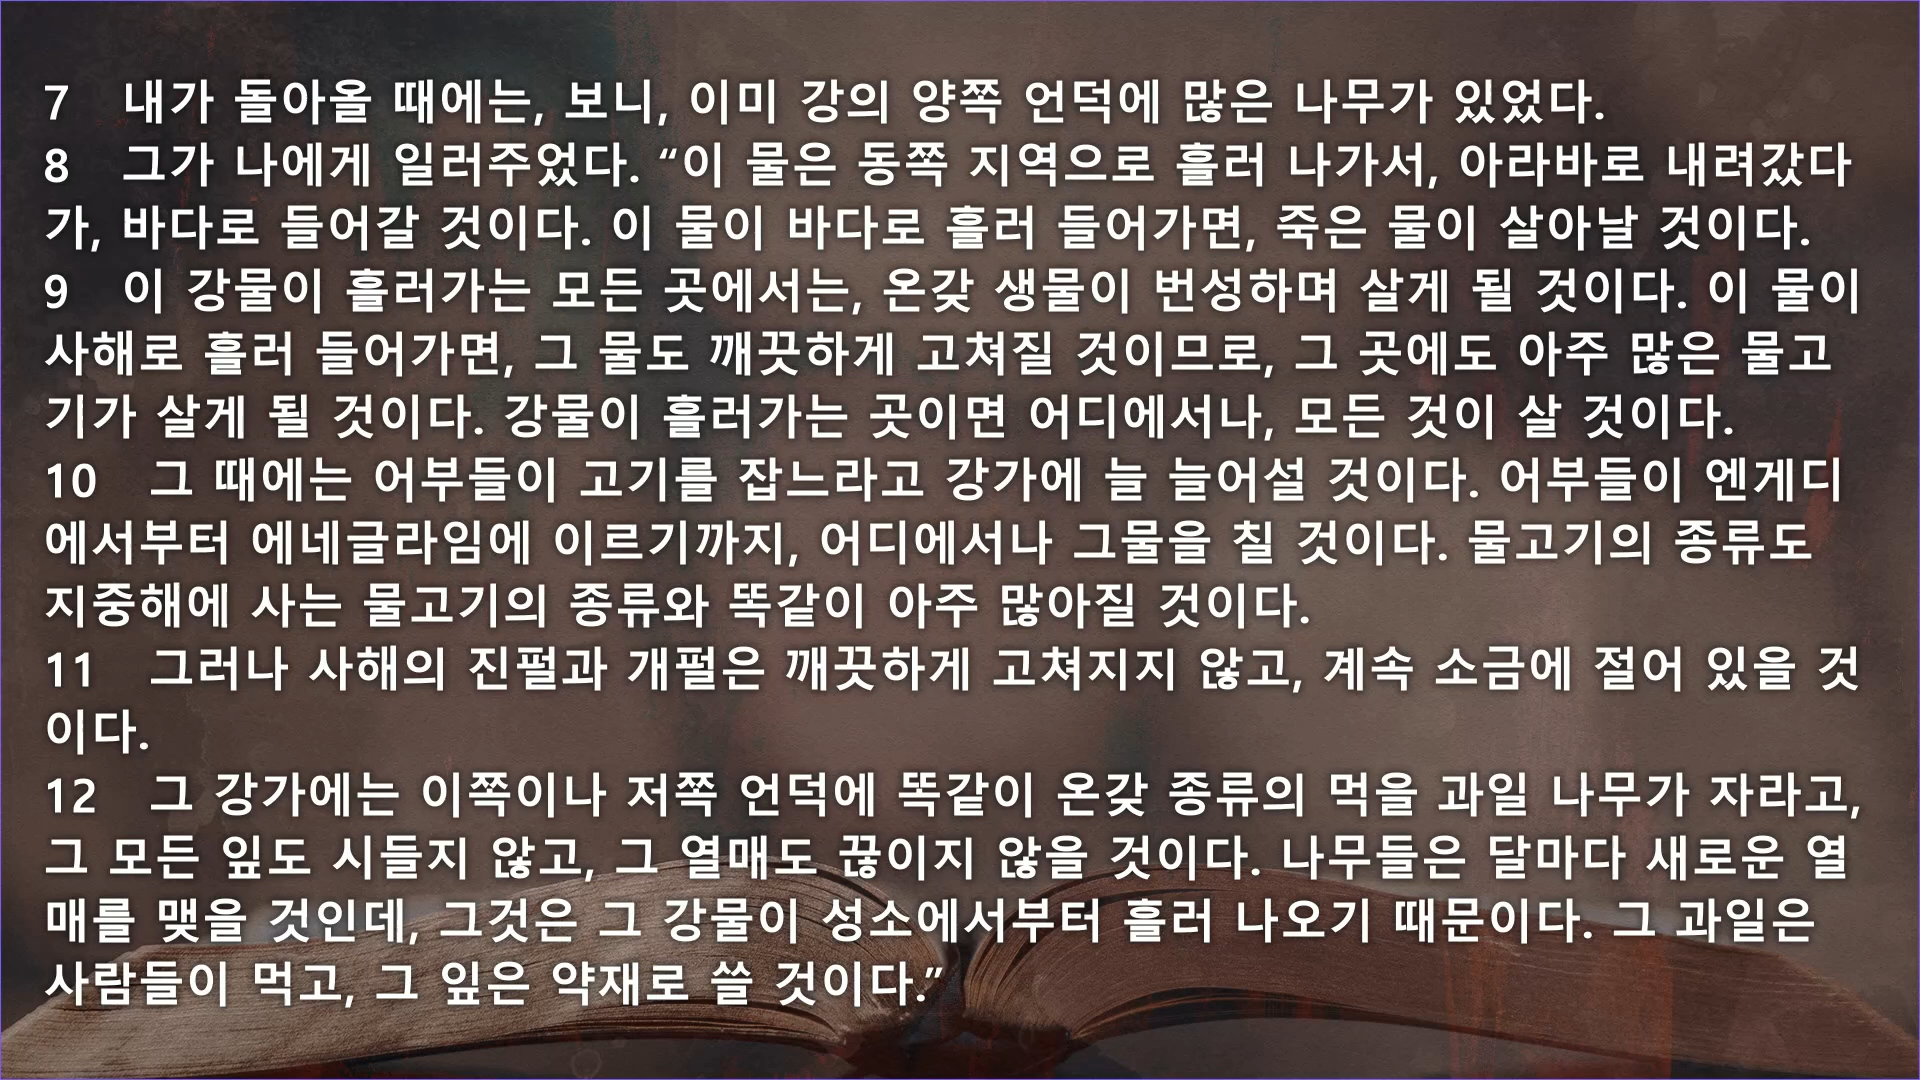 7 내가 돌아올 때에는, 보니, 이미 강의 양쪽 언덕에 많은 나무가 있었다.
8 그가 나에게 일러주었다. “이 물은 동쪽 지역으로 흘러 나가서, 아라바로 내려갔다
가, 바다로 들어갈 것이다. 이 물이 바다로 흘러 들어가면, 죽은 물이 살아날 것이다.
9 이 강물이 흘러가는 모든 곳에서는, 온갖 생물이 번성하며 살게 될 것이다. 이 물이
사해로 흘러 들어가면, 그 물도 깨끗하게 고쳐질 것이므로, 그 곳에도 아주 많은 물고
기가 살게 될 것이다. 강물이 흘러가는 곳이면 어디에서나, 모든 것이 살 것이다.
10 그 때에는 어부들이 고기를 잡느라고 강가에 늘 늘어설 것이다. 어부들이 엔게디
에서부터 에네글라임에 이르기까지, 어디에서나 그물을 칠 것이다. 물고기의 종류도
지중해에 사는 물고기의 종류와 똑같이 아주 많아질 것이다.
11 그러나 사해의 진펄과 개펄은 깨끗하게 고쳐지지 않고, 계속 소금에 절어 있을 것
이다.
12 그 강가에는 이쪽이나 저쪽 언덕에 똑같이 온갖 종류의 먹을 과일 나무가 자라고,
그 모든 잎도 시들지 않고, 그 열매도 끊이지 않을 것이다. 나무들은 달마다 새로운 열
매를 맺을 것인데, 그것은 그 강물이 성소에서부터 흘러 나오기 때문이다. 그 과일은
사람들이 먹고, 그 잎은 약재로 쓸 것이다.”